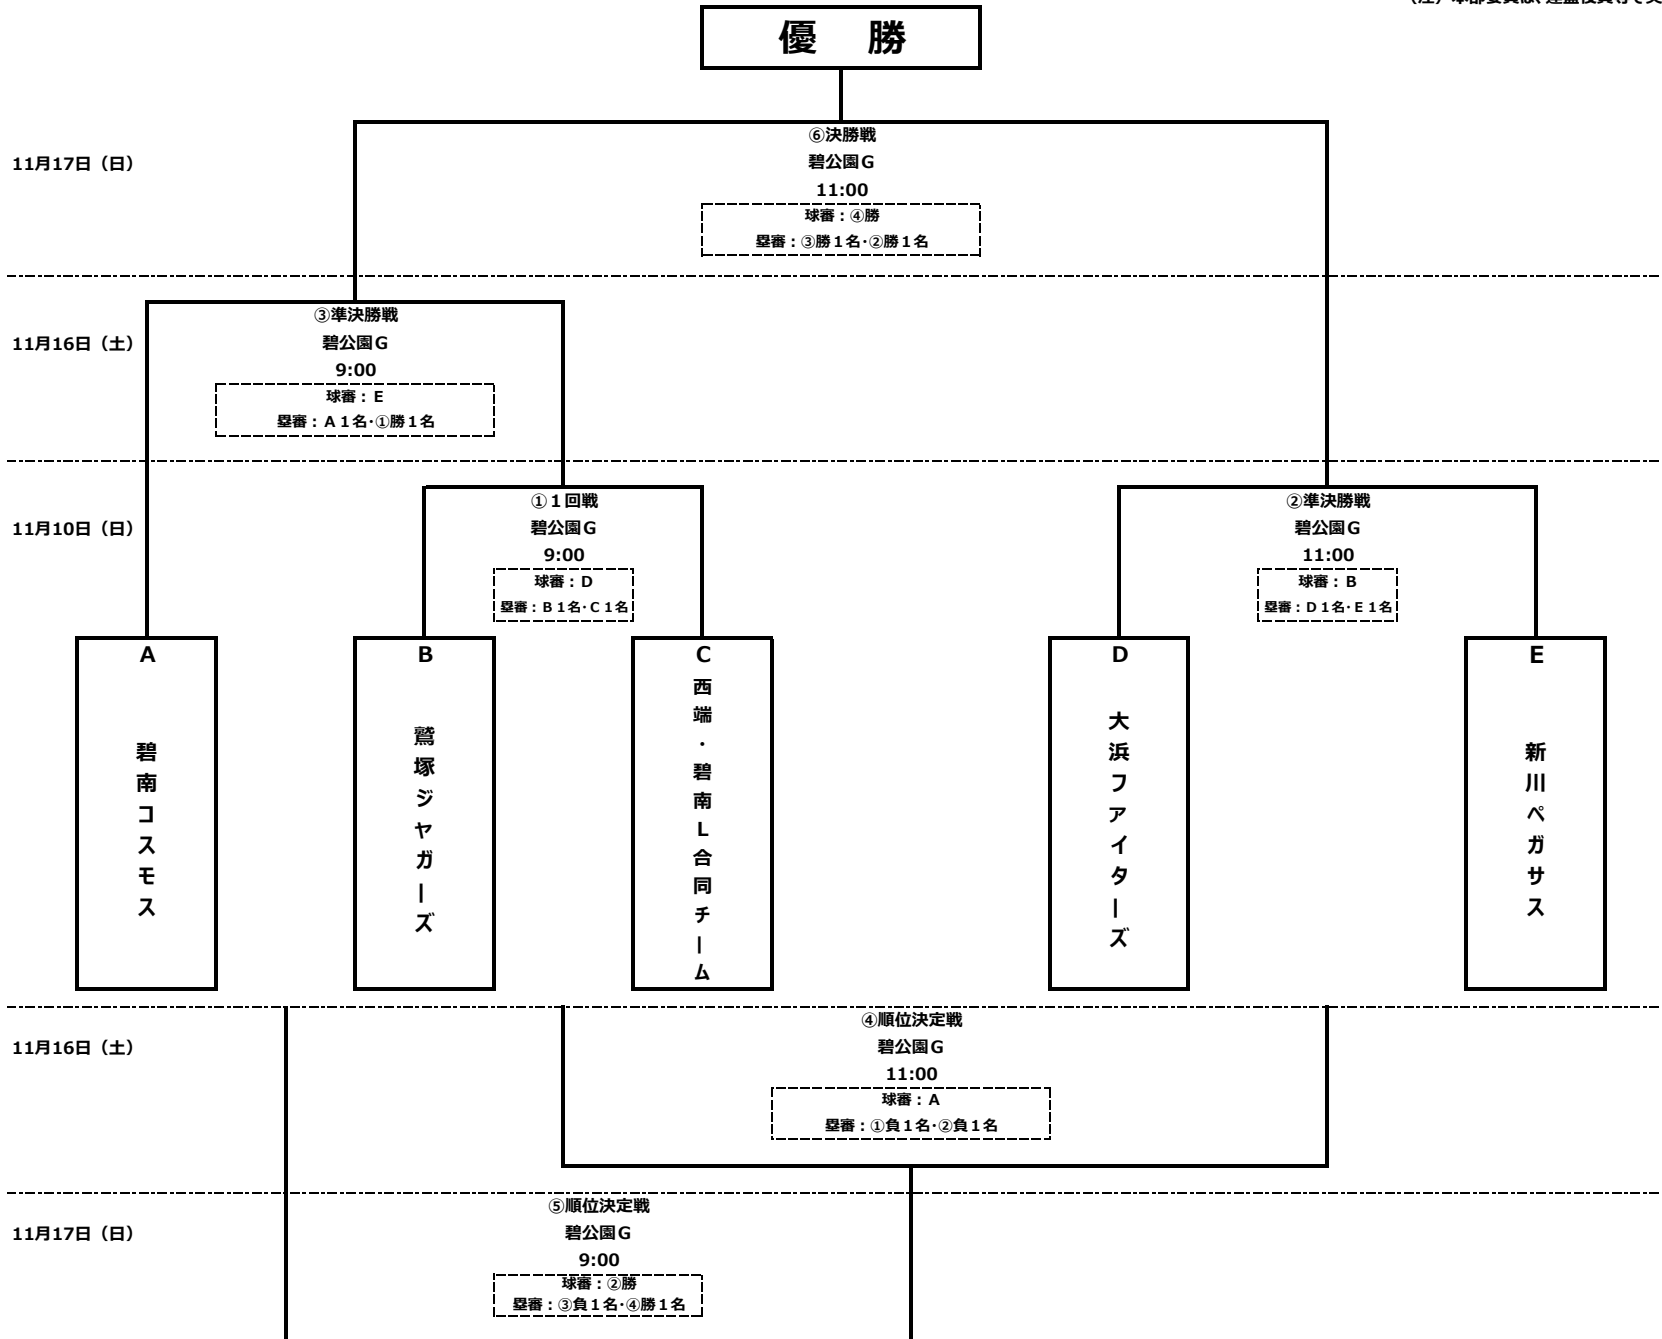 優 勝
⑥決勝戦
11月17日（日）
碧公園G
11:00
球審：④勝
塁審：③勝１名・②勝１名
③準決勝戦
11月16日（土）
碧公園G
9:00
球審：E
塁審：A１名・①勝１名
①１回戦
②準決勝戦
11月10日（日）
碧公園G
碧公園G
9:00
11:00
球審：D
球審：B
塁審：B１名・C１名
塁審：D１名・E１名
A
碧南コスモス
B
鷲塚ジャガーズ
C
西端・碧南L合同チーム
D
大浜ファイターズ
E
新川ペガサス
④順位決定戦
11月16日（土）
碧公園G
11:00
球審：A
塁審：①負１名・②負１名
⑤順位決定戦
11月17日（日）
碧公園G
9:00
球審：②勝
塁審：③負１名・④勝１名